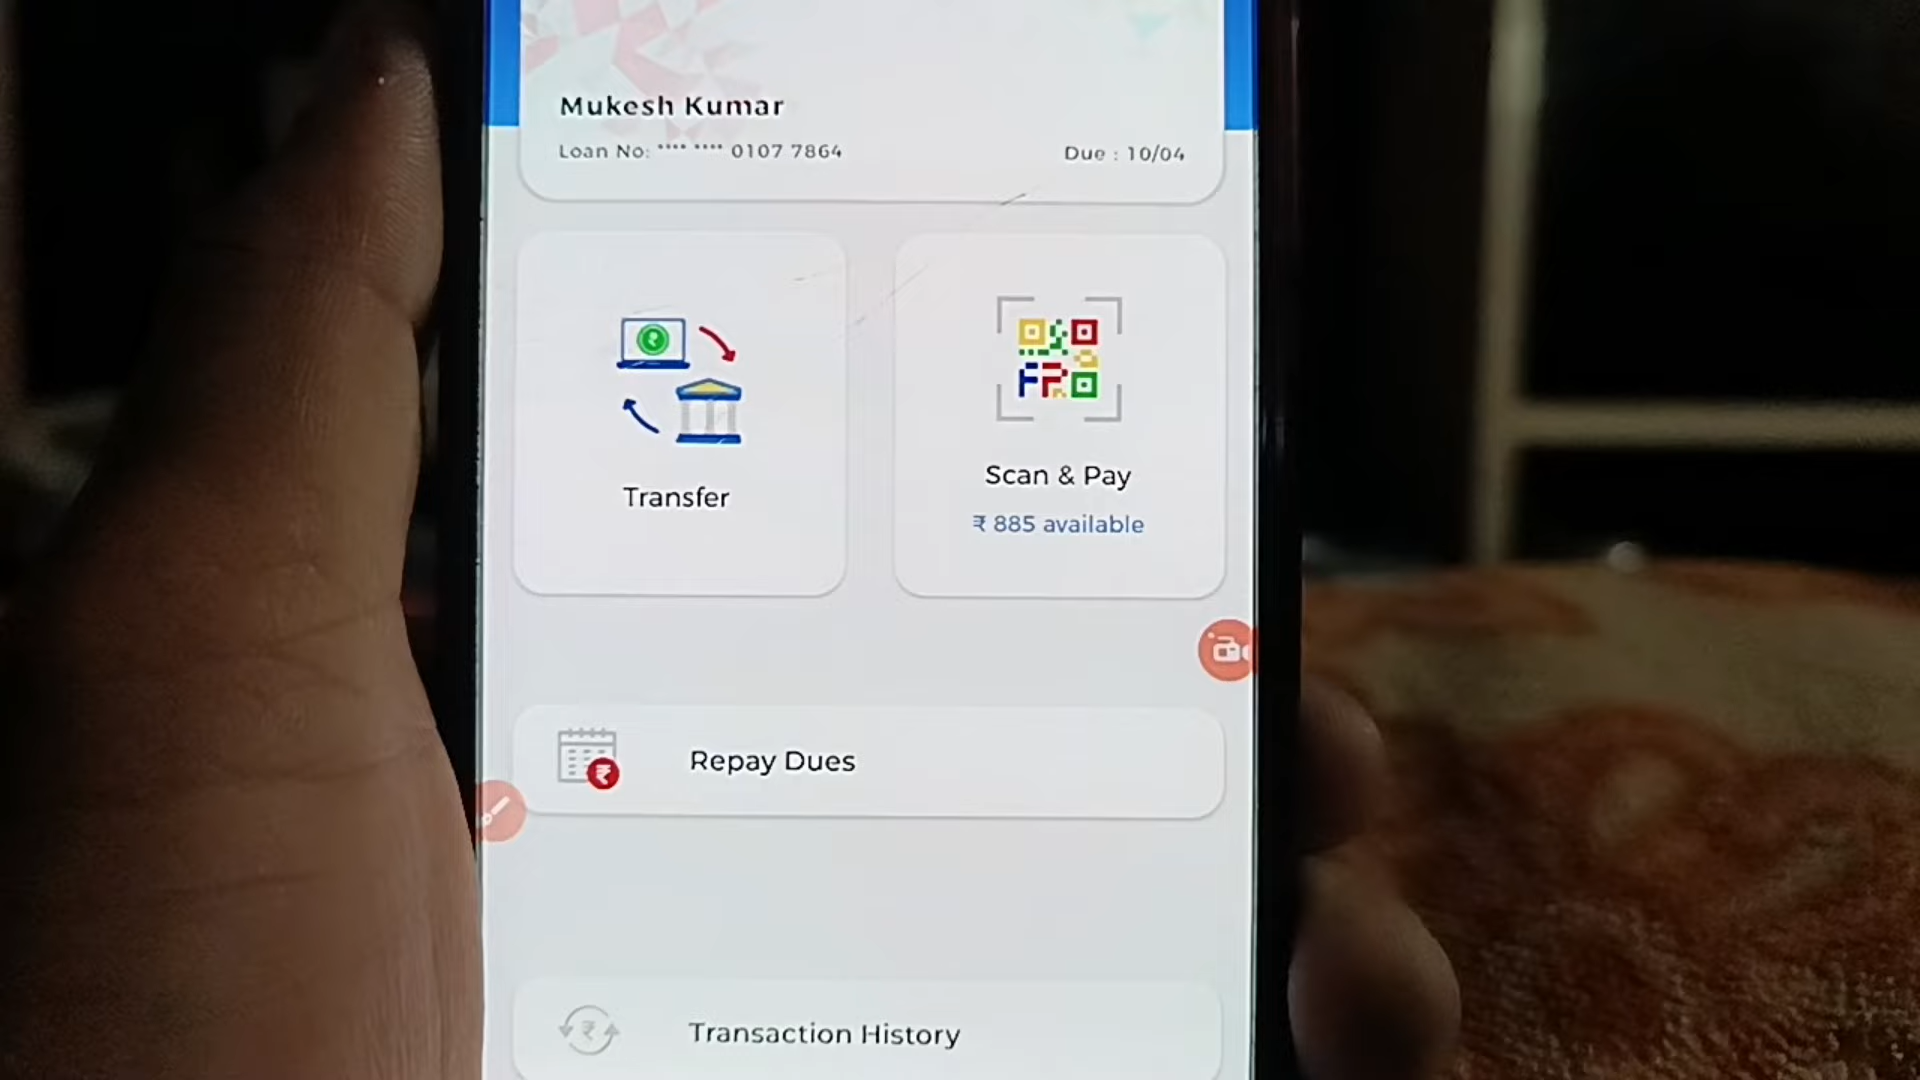 Mukesh Kumar
Loan No: **** **** 0107 7864
Due : 10/04
Transfer
Scan & Pay
₹ 885 available
Repay Dues
Transaction History